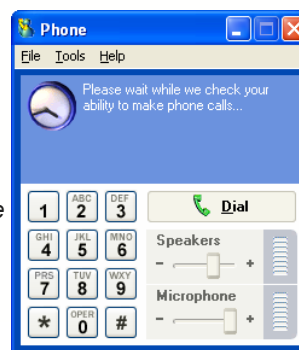 Phone
File Tools Help
Please wait while we check your
ability to make phone calls...
e
1 ABC 2 DEF 3
Dial
GHI 4 JKL 5 MNO 6
Speakers
- +
PRS 7 TUV 8 WXY 9
Microphone
* OPER 0 #
- +